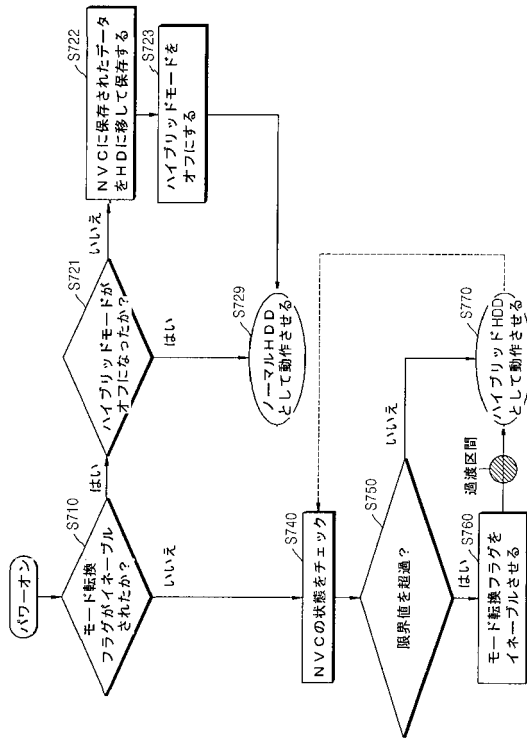 パワーオン
S710
モード転換
フラグがイネーブル
されたか?
はい
いいえ
S721
ハイブリッドモードが
オフになったか?
いいえ
はい
S722
NVCに保存されたデータ
をHDに移して保存する
S723
ハイブリッドモードを
オフにする
S729
ノーマルHDD
として動作させる
S740
NVCの状態をチェック
S750
限界値を超過?
いいえ
はい
S760
モード転換フラグを
イネーブルさせる
過渡区間
S770
ハイブリッドHDD
として動作させる